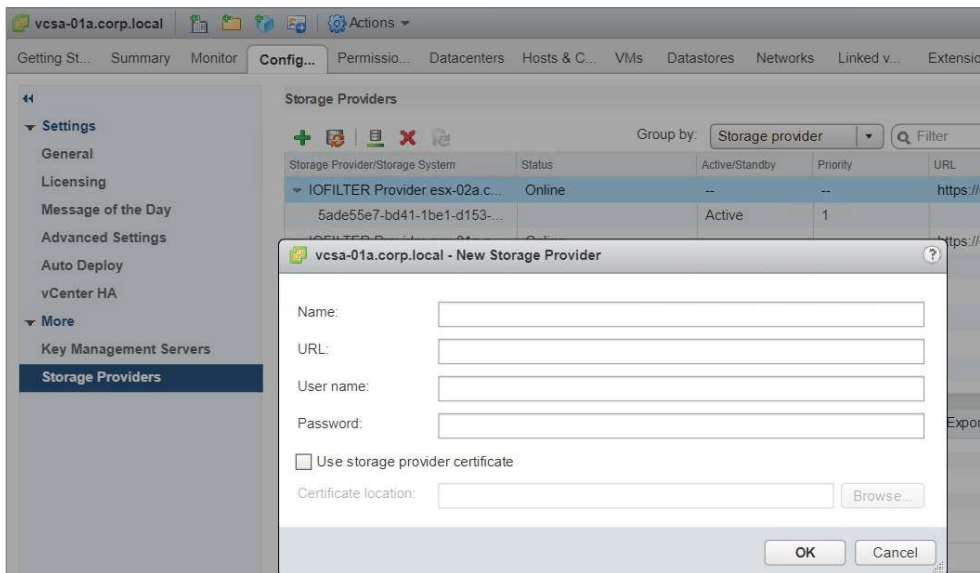 vcsa-01a.corp.local Actions
Getting St... Summary Monitor Config... Permissio... Datacenters Hosts & C... VMs Datastores Networks Linked v... Extensio
Settings
General
Licensing
Message of the Day
Advanced Settings
Auto Deploy
vCenter HA
More
Key Management Servers
Storage Providers
Storage Providers
Group by: Storage provider Filter
Storage Provider/Storage System Status Active/Standby Priority URL
IOFILTER Provider esx-02a.c... Online -- -- https://
5ade55e7-bd41-1be1-d153-... Active 1
https://
vcsa-01a.corp.local - New Storage Provider ?
Name:
URL:
User name:
Password:
Use storage provider certificate
Certificate location: Browse...
OK Cancel
Expor